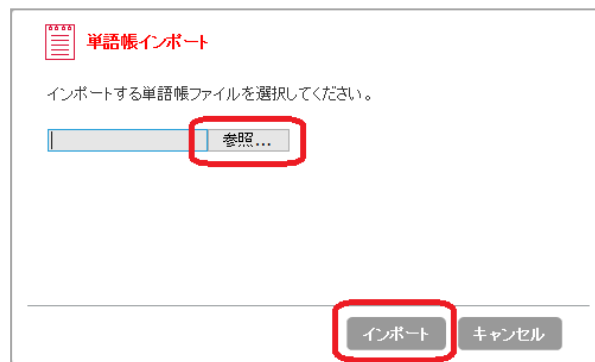 単語帳インポート
インポートする単語帳ファイルを選択してください。
参照...
インポート キャンセル